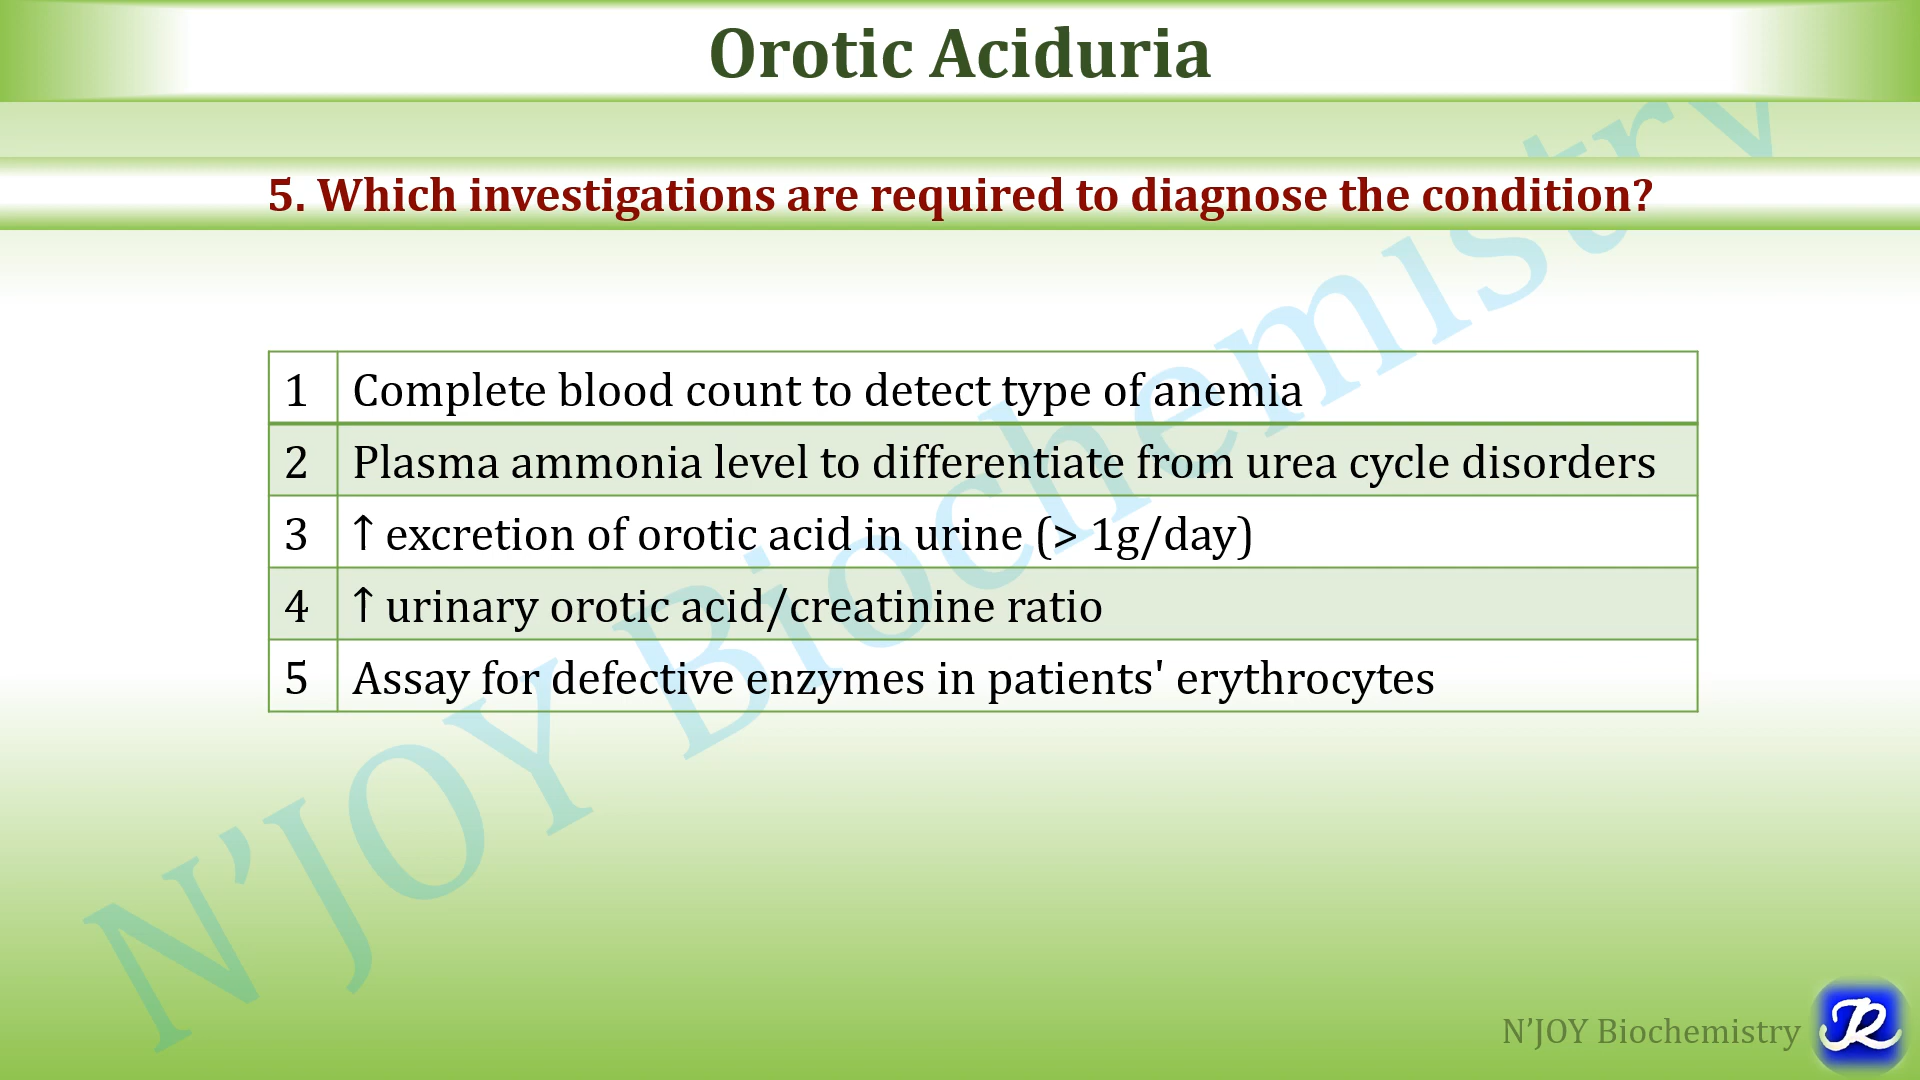 Orotic Aciduria
5. Which investigations are required to diagnose the condition?
1 Complete blood count to detect type of anemia
2 Plasma ammonia level to differentiate from urea cycle disorders
3 ↑ excretion of orotic acid in urine (> 1g/day)
4 ↑ urinary orotic acid/creatinine ratio
5 Assay for defective enzymes in patients' erythrocytes
N’JOY Biochemistry
N’JOY Biochemistry
JR